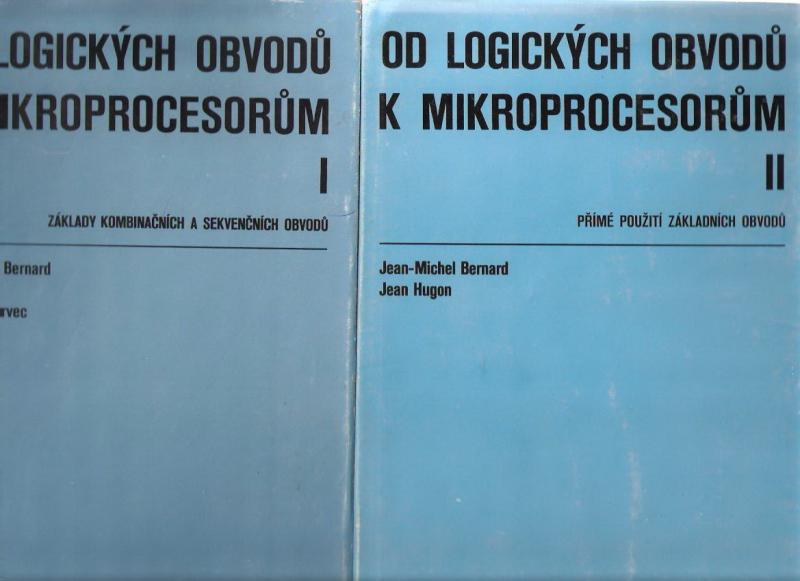 LOGICKÝCH OBVODŮ
MIKROPROCESORŮM
I
ZÁKLADY KOMBINAČNÍCH A SEKVENČNÍCH OBVODŮ
Bernard
rvec
OD LOGICKÝCH OBVODŮ
K MIKROPROCESORŮM
II
PŘÍMÉ POUŽITÍ ZÁKLADNÍCH OBVODŮ
Jean-Michel Bernard
Jean Hugon